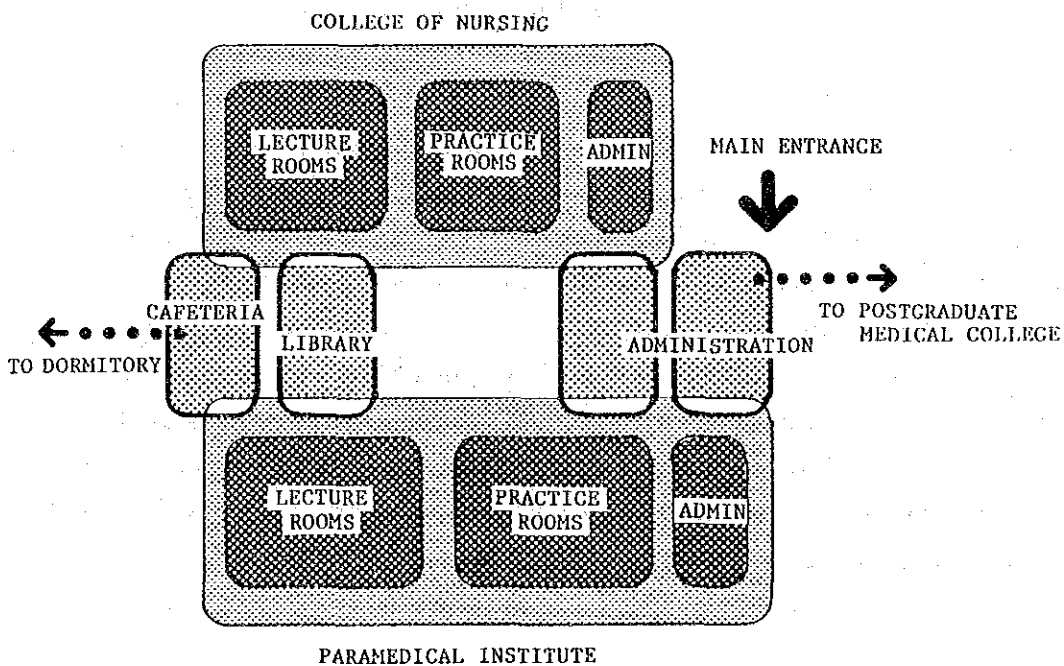 COLLEGE OF NURSING
LECTURE
ROOMS
PRACTICE
ROOMS
ADMIN
MAIN ENTRANCE
CAFETERIA
LIBRARY
ADMINISTRATION
TO POSTGRADUATE
MEDICAL COLLEGE
TO DORMITORY
LECTURE
ROOMS
PRACTICE
ROOMS
ADMIN
PARAMEDICAL INSTITUTE